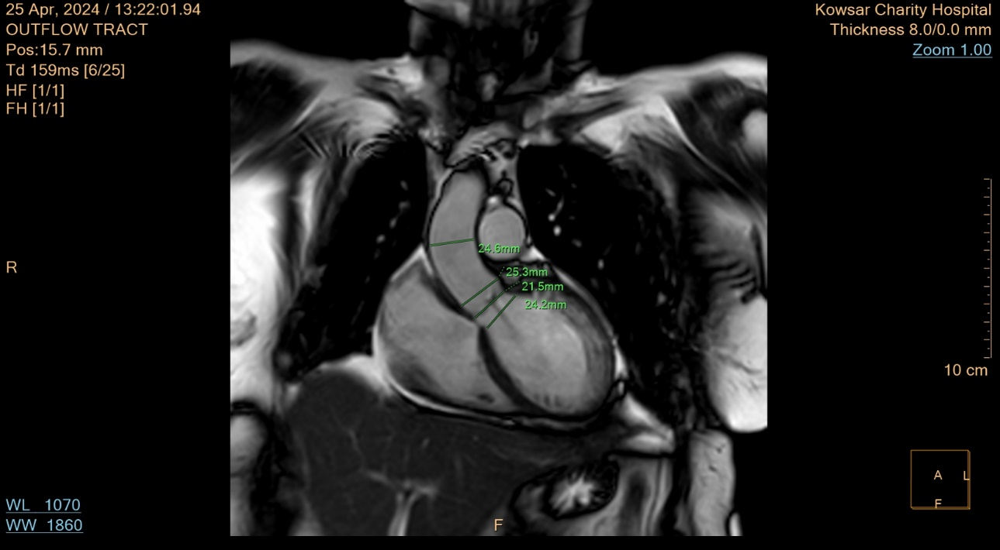 25 Apr, 2024 / 13:22:01.94
OUTFLOW TRACT
Pos:15.7 mm
Td 159ms [6/25]
HF [1/1]
FH [1/1]
Kowsar Charity Hospital
Thickness 8.0/0.0 mm
Zoom 1.00
24.6mm
25.3mm
21.5mm
24.2mm
R
10 cm
A
L
F
WL 1070
WW 1860
F